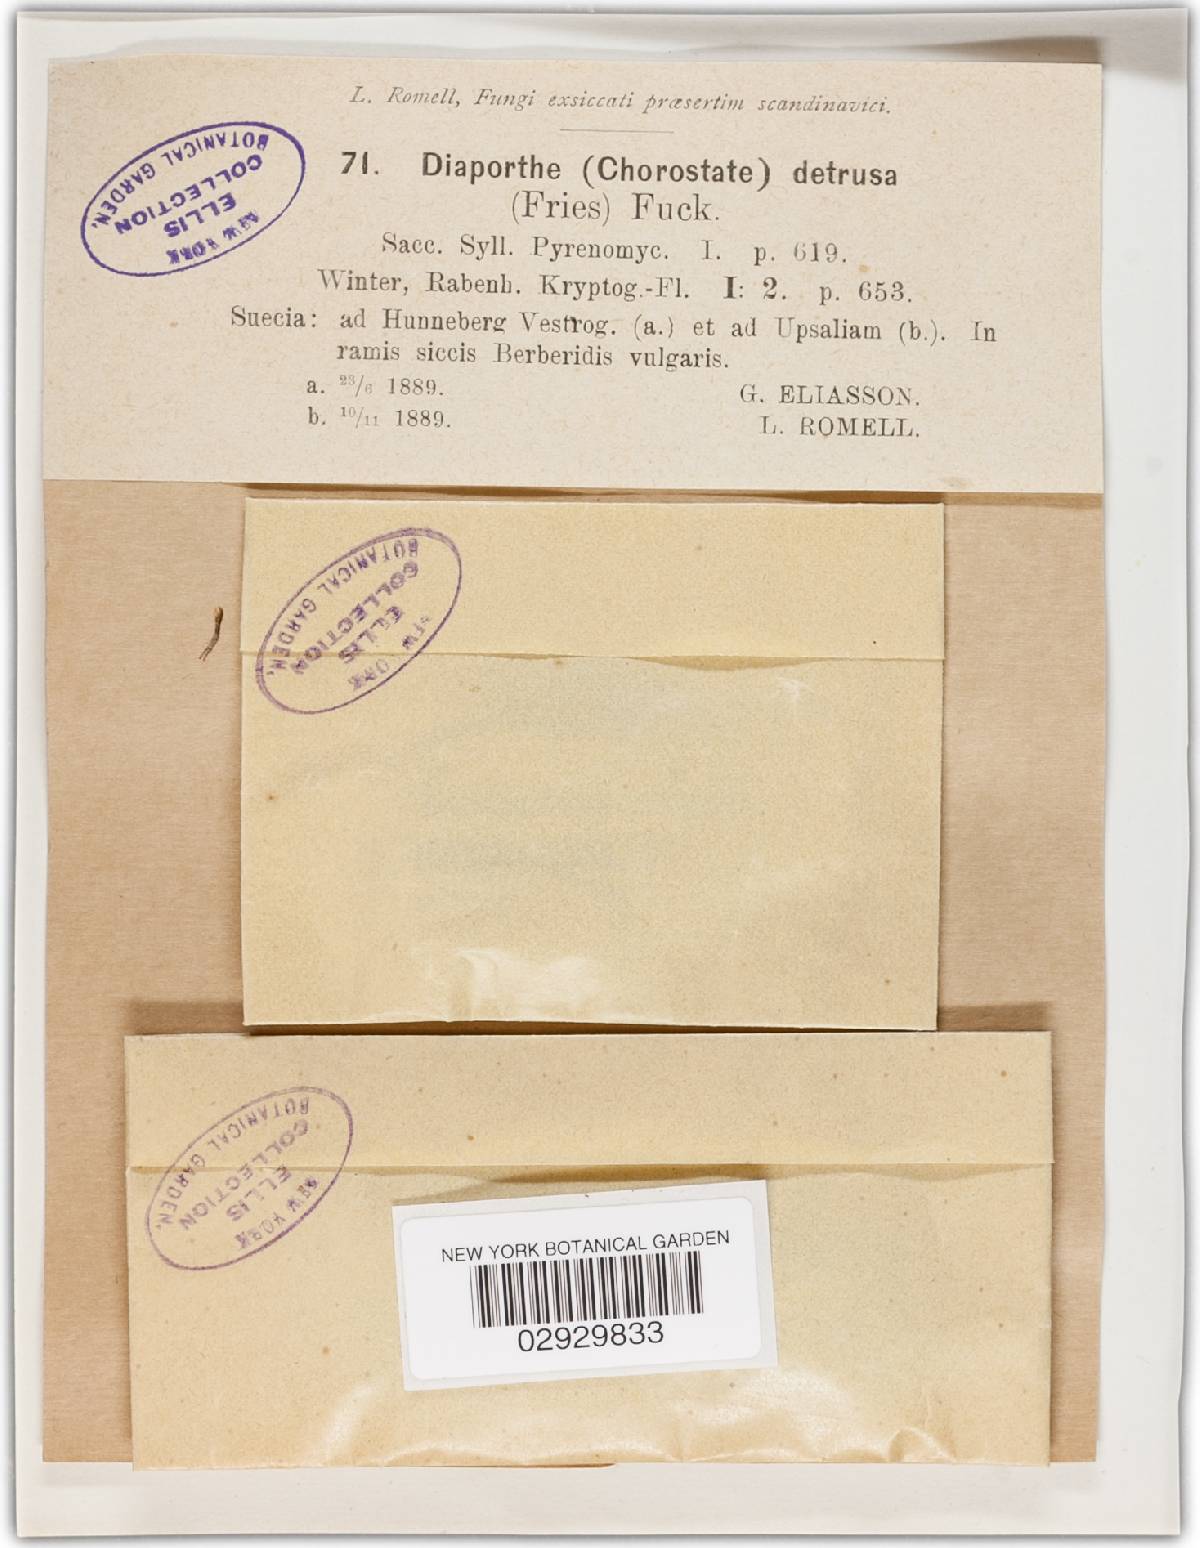 L. Romell, Fungi exsiccati præsertim scandinavici.
71. Diaporthe (Chorostate) detrusa
(Fries) Fuck.
Sacc. Syll. Pyrenomyc. I. p. 619.
Winter, Rabenh. Kryptog.-Fl. I: 2. p. 653.
Suecia: ad Hunneberg Vestrog. (a.) et ad Upsaliam (b.). In
ramis siccis Berberidis vulgaris.
a. 23/6 1889. G. ELIASSON.
b. 10/11 1889. L. ROMELL.
NEW YORK
ELLIS
COLLECTION
BOTANICAL GARDEN.
NEW YORK
ELLIS
COLLECTION
BOTANICAL GARDEN.
NEW YORK
ELLIS
COLLECTION
BOTANICAL GARDEN.
NEW YORK BOTANICAL GARDEN
02929833